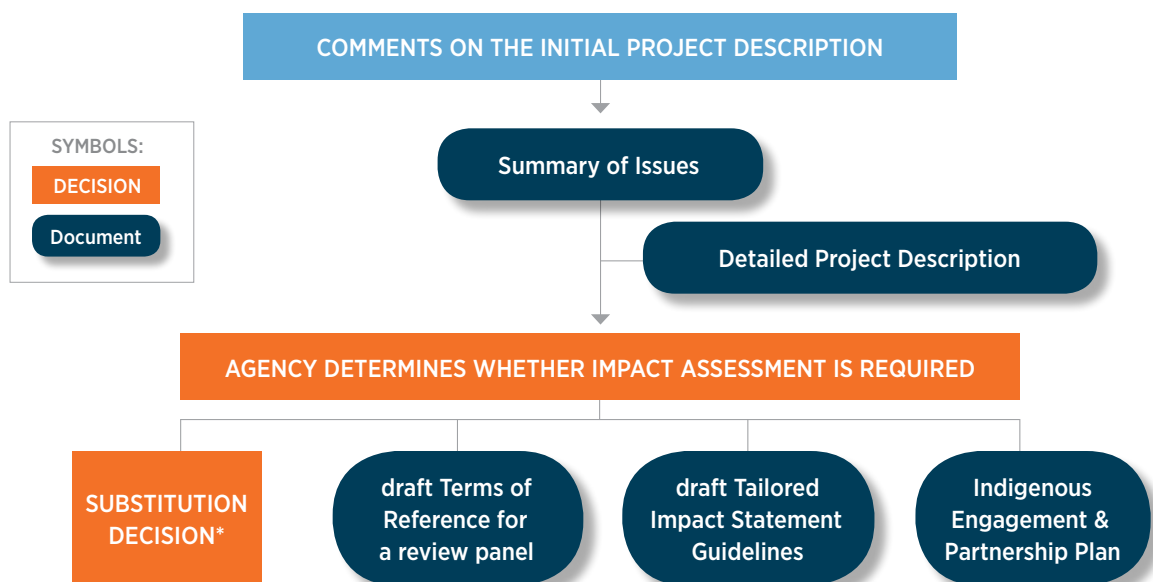 COMMENTS ON THE INITIAL PROJECT DESCRIPTION
SYMBOLS:
DECISION
Document
Summary of Issues
Detailed Project Description
AGENCY DETERMINES WHETHER IMPACT ASSESSMENT IS REQUIRED
SUBSTITUTION
DECISION*
draft Terms of
Reference for
a review panel
draft Tailored
Impact Statement
Guidelines
Indigenous
Engagement &
Partnership Plan